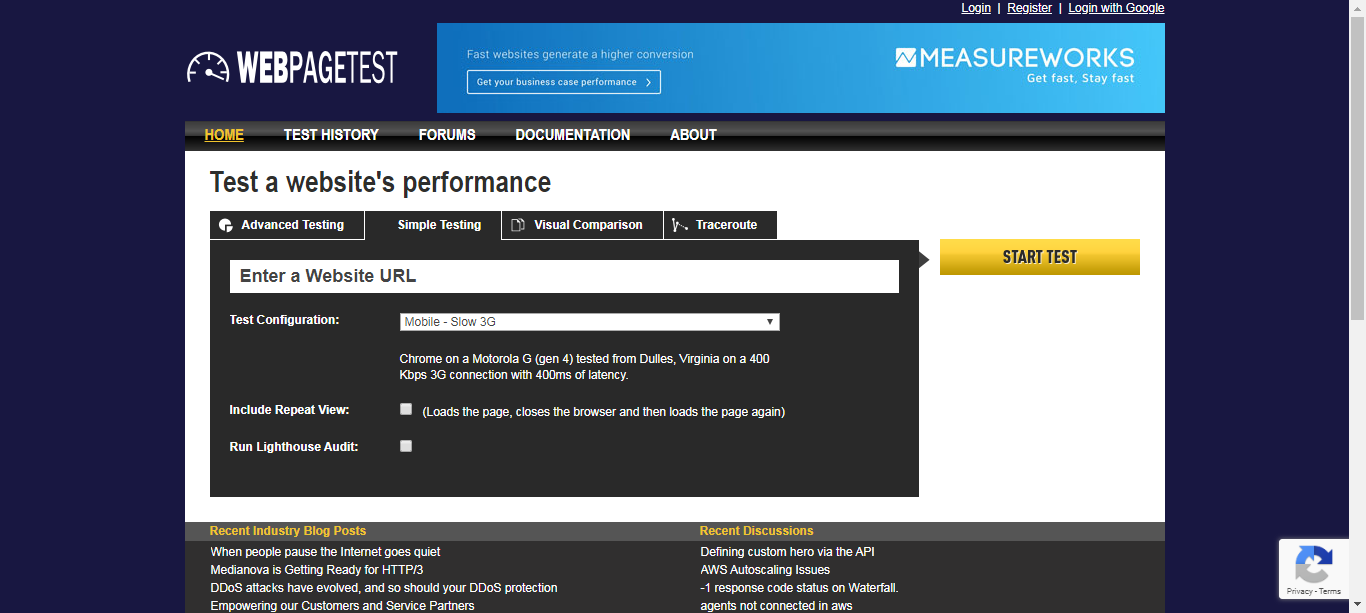 Login | Register | Login with Google
WEBPAGETEST
Fast websites generate a higher conversion
Get your business case performance >
MEASUREWORKS
Get fast, Stay fast
HOME TEST HISTORY FORUMS DOCUMENTATION ABOUT
Test a website's performance
Advanced Testing Simple Testing Visual Comparison Traceroute
Enter a Website URL
START TEST
Test Configuration: Mobile - Slow 3G
Chrome on a Motorola G (gen 4) tested from Dulles, Virginia on a 400
Kbps 3G connection with 400ms of latency.
Include Repeat View: (Loads the page, closes the browser and then loads the page again)
Run Lighthouse Audit:
Recent Industry Blog Posts
When people pause the Internet goes quiet
Medianova is Getting Ready for HTTP/3
DDoS attacks have evolved, and so should your DDoS protection
Empowering our Customers and Service Partners
Recent Discussions
Defining custom hero via the API
AWS Autoscaling Issues
-1 response code status on Waterfall.
agents not connected in aws
Privacy - Terms